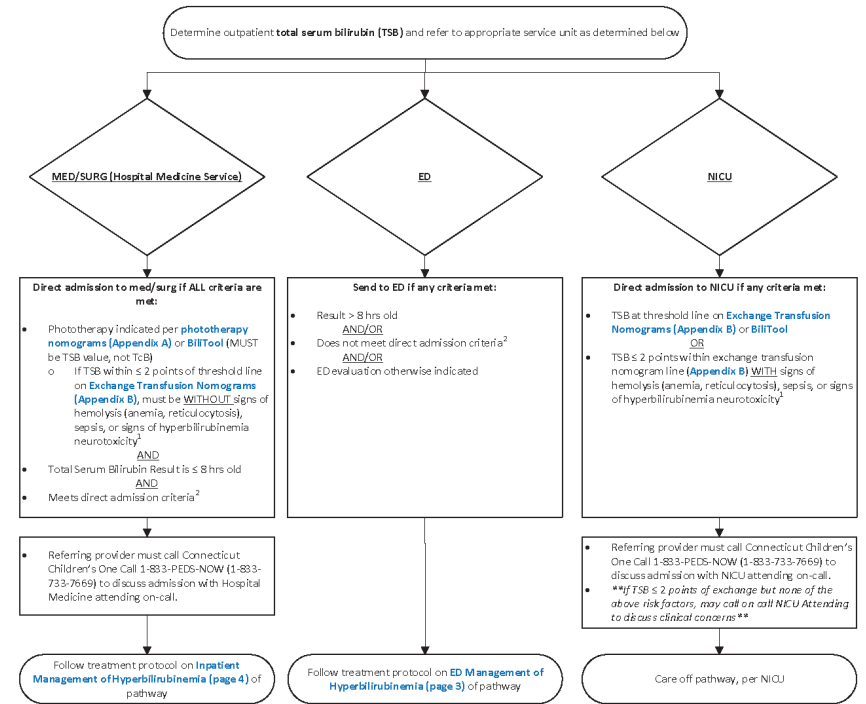 Determine outpatient total serum bilirubin (TSB) and refer to appropriate service unit as determined below
MED/SURG (Hospital Medicine Service)
ED
NICU
Direct admission to med/surg if ALL criteria are
met:
• Phototherapy indicated per phototherapy
nomograms (Appendix A) or BiliTool (MUST
be TSB value, not TcB)
o If TSB within ≤ 2 points of threshold line
on Exchange Transfusion Nomograms
(Appendix B), must be WITHOUT signs of
hemolysis (anemia, reticulocytosis),
sepsis, or signs of hyperbilirubinemia
neurotoxicity1
AND
• Total Serum Bilirubin Result is ≤ 8 hrs old
AND
• Meets direct admission criteria2
Send to ED if any criteria met:
• Result > 8 hrs old
AND/OR
• Does not meet direct admission criteria2
AND/OR
• ED evaluation otherwise indicated
Direct admission to NICU if any criteria met:
• TSB at threshold line on Exchange Transfusion
Nomograms (Appendix B) or BiliTool
OR
• TSB ≤ 2 points within exchange transfusion
nomogram line (Appendix B) WITH signs of
hemolysis (anemia, reticulocytosis), sepsis, or signs
of hyperbilirubinemia neurotoxicity1
• Referring provider must call Connecticut
Children's One Call 1-833-PEDS-NOW (1-833-
733-7669) to discuss admission with Hospital
Medicine attending on-call.
• Referring provider must call Connecticut Children's
One Call 1-833-PEDS-NOW (1-833-733-7669) to
discuss admission with NICU attending on-call.
• **If TSB ≤ 2 points of exchange but none of the
above risk factors, may call on call NICU Attending
to discuss clinical concerns**
Follow treatment protocol on Inpatient
Management of Hyperbilirubinemia (page 4) of
pathway
Follow treatment protocol on ED Management of
Hyperbilirubinemia (page 3) of pathway
Care off pathway, per NICU